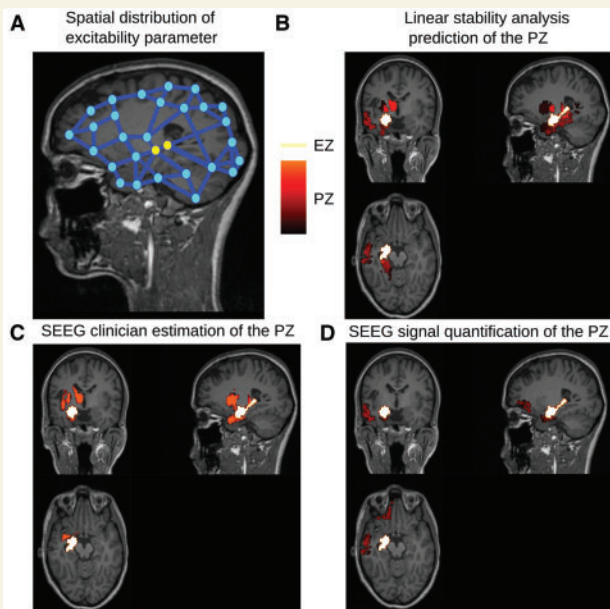 A
Spatial distribution of
excitability parameter
B
Linear stability analysis
prediction of the PZ
EZ
PZ
C
SEEG clinician estimation of the PZ
D
SEEG signal quantification of the PZ